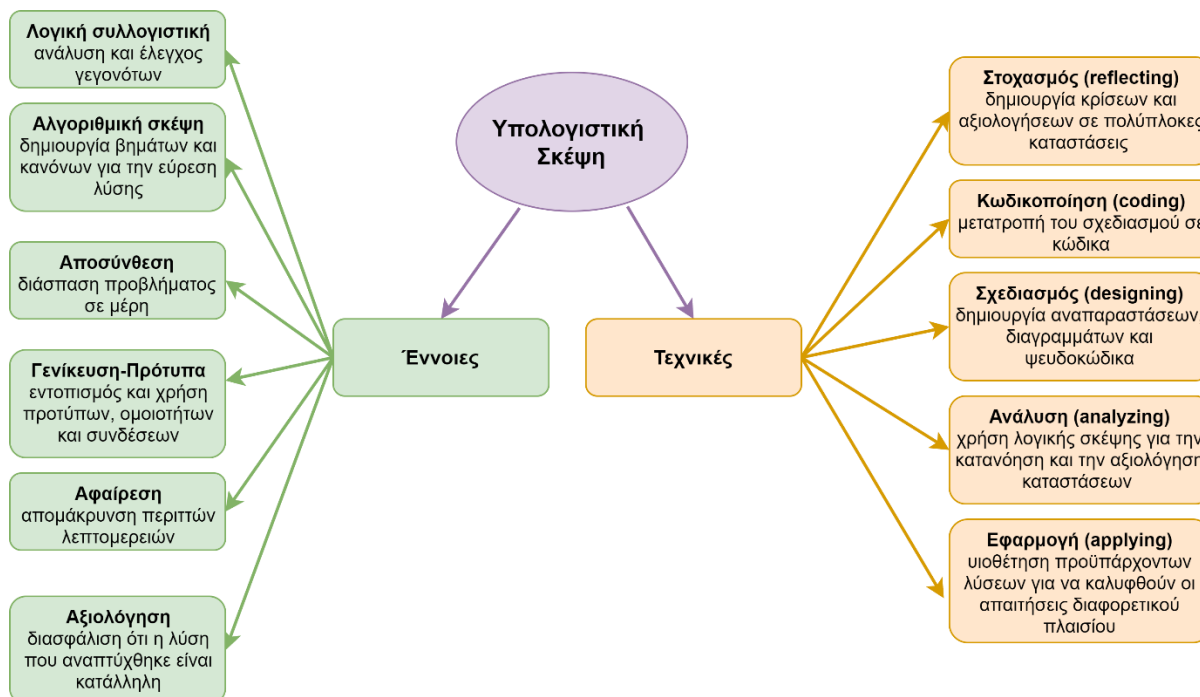 Λογική συλλογιστική
ανάλυση και έλεγχος
γεγονότων
Αλγοριθμική σκέψη
δημιουργία βημάτων και
κανόνων για την εύρεση
λύσης
Αποσύνθεση
διάσπαση προβλήματος
σε μέρη
Γενίκευση-Πρότυπα
εντοπισμός και χρήση
προτύπων, ομοιοτήτων
και συνδέσεων
Αφαίρεση
απομάκρυνση περιττών
λεπτομερειών
Αξιολόγηση
διασφάλιση ότι η λύση
που αναπτύχθηκε είναι
κατάλληλη
Υπολογιστική
Σκέψη
Έννοιες
Τεχνικές
Στοχασμός (reflecting)
δημιουργία κρίσεων και
αξιολογήσεων σε πολύπλοκες
καταστάσεις
Κωδικοποίηση (coding)
μετατροπή του σχεδιασμού σε
κώδικα
Σχεδιασμός (designing)
δημιουργία αναπαραστάσεων,
διαγραμμάτων και
ψευδοκώδικα
Ανάλυση (analyzing)
χρήση λογικής σκέψης για την
κατανόηση και την αξιολόγηση
καταστάσεων
Εφαρμογή (applying)
υιοθέτηση προϋπάρχοντων
λύσεων για να καλυφθούν οι
απαιτήσεις διαφορετικού
πλαισίου